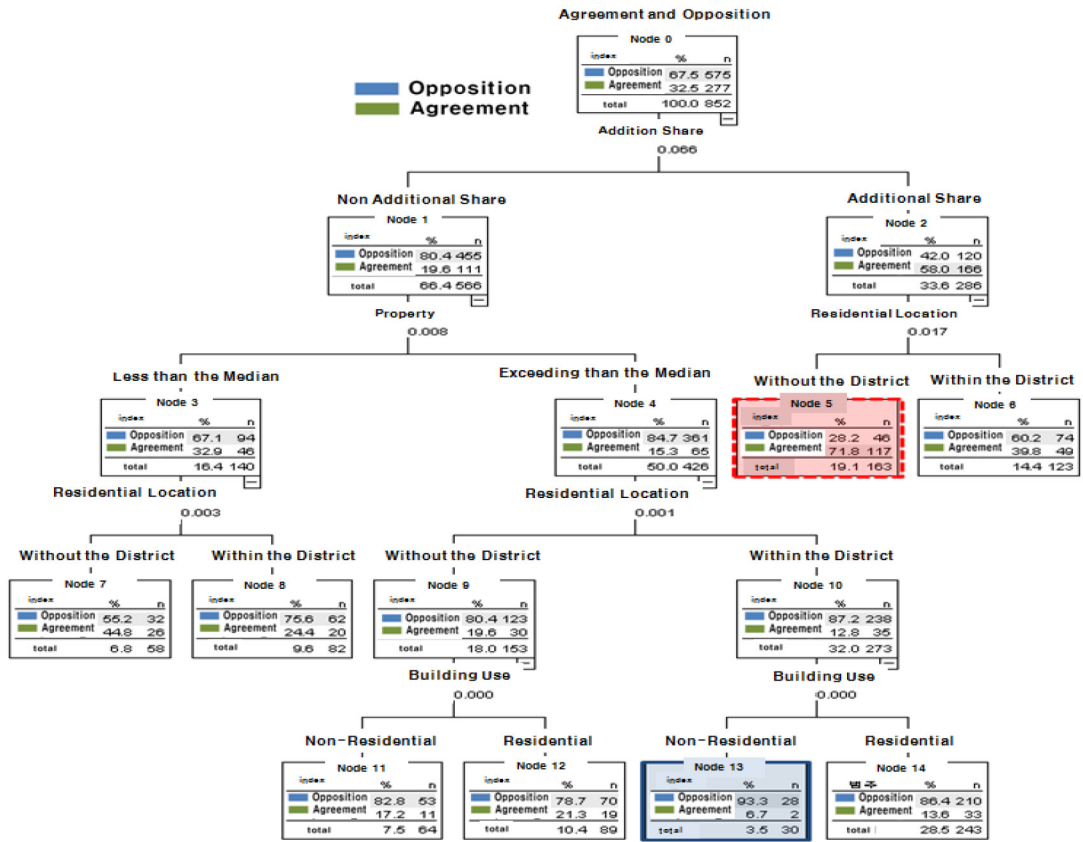 Agreement and Opposition
Node 0
index % n
Opposition 67.5 575
Agreement 32.5 277
total 100.0 852
Opposition
Agreement
Addition Share
0.066
Non Additional Share
Node 1
index % n
Opposition 80.4 455
Agreement 19.6 111
total 66.4 566
Additional Share
Node 2
index % n
Opposition 42.0 120
Agreement 58.0 166
total 33.6 286
Property
0.008
Residential Location
0.017
Less than the Median
Node 3
index % n
Opposition 67.1 94
Agreement 32.9 46
total 16.4 140
Exceeding than the Median
Node 4
index % n
Opposition 84.7 361
Agreement 15.3 65
total 50.0 426
Without the District
Node 5
index % n
Opposition 28.2 46
Agreement 71.8 117
total 19.1 163
Within the District
Node 6
index % n
Opposition 60.2 74
Agreement 39.8 49
total 14.4 123
Residential Location
0.003
Residential Location
0.001
Without the District
Node 7
index % n
Opposition 55.2 32
Agreement 44.8 26
total 6.8 58
Within the District
Node 8
index % n
Opposition 75.6 62
Agreement 24.4 20
total 9.6 82
Without the District
Node 9
index % n
Opposition 80.4 123
Agreement 19.6 30
total 18.0 153
Within the District
Node 10
index % n
Opposition 87.2 238
Agreement 12.8 35
total 32.0 273
Building Use
0.000
Building Use
0.000
Non-Residential
Node 11
index % n
Opposition 82.8 53
Agreement 17.2 11
total 7.5 64
Residential
Node 12
index % n
Opposition 78.7 70
Agreement 21.3 19
total 10.4 89
Non-Residential
Node 13
index % n
Opposition 93.3 28
Agreement 6.7 2
total 3.5 30
Residential
Node 14
범주 % n
Opposition 86.4 210
Agreement 13.6 33
total 28.5 243